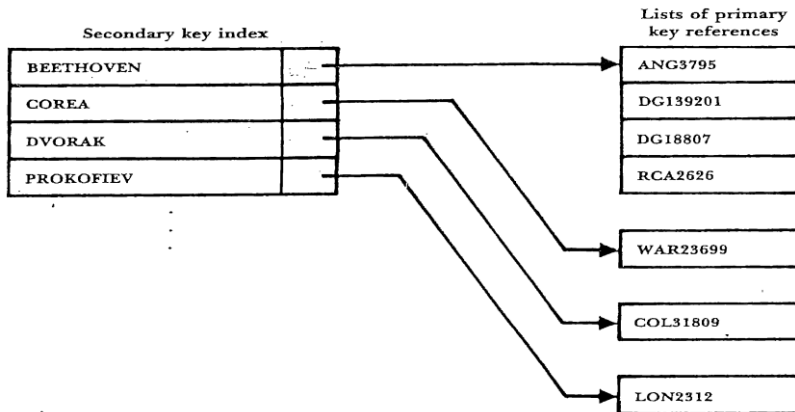 Secondary key index
BEETHOVEN
COREA
DVORAK
PROKOFIEV
Lists of primary
key references
ANG3795
DG139201
DG18807
RCA2626
WAR23699
COL31809
LON2312